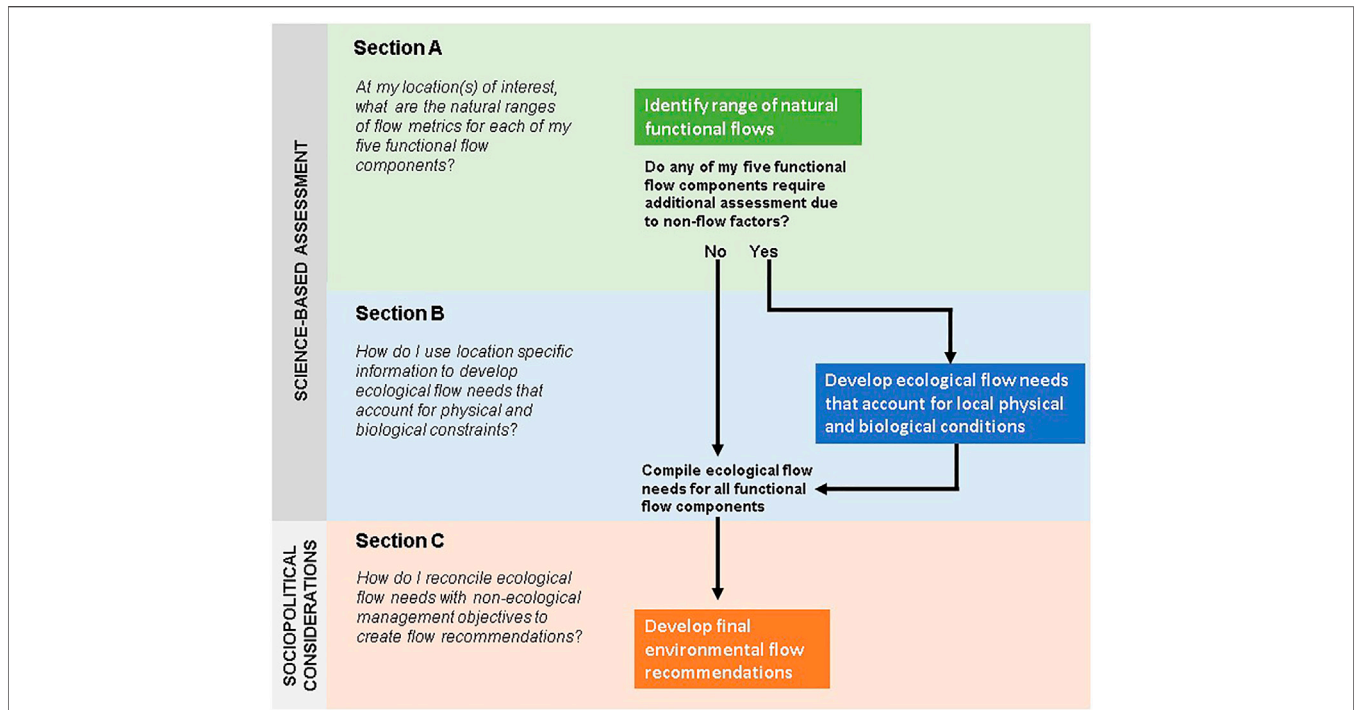 SCIENCE-BASED ASSESSMENT
Section A
At my location(s) of interest,
what are the natural ranges
of flow metrics for each of my
five functional flow
components?
Identify range of natural
functional flows
Do any of my five functional
flow components require
additional assessment due
to non-flow factors?
No
Yes
Section B
How do I use location specific
information to develop
ecological flow needs that
account for physical and
biological constraints?
Develop ecological flow needs
that account for local physical
and biological conditions
Compile ecological flow
needs for all functional
flow components
SOCIOPOLITICAL
CONSIDERATIONS
Section C
How do I reconcile ecological
flow needs with non-ecological
management objectives to
create flow recommendations?
Develop final
environmental flow
recommendations